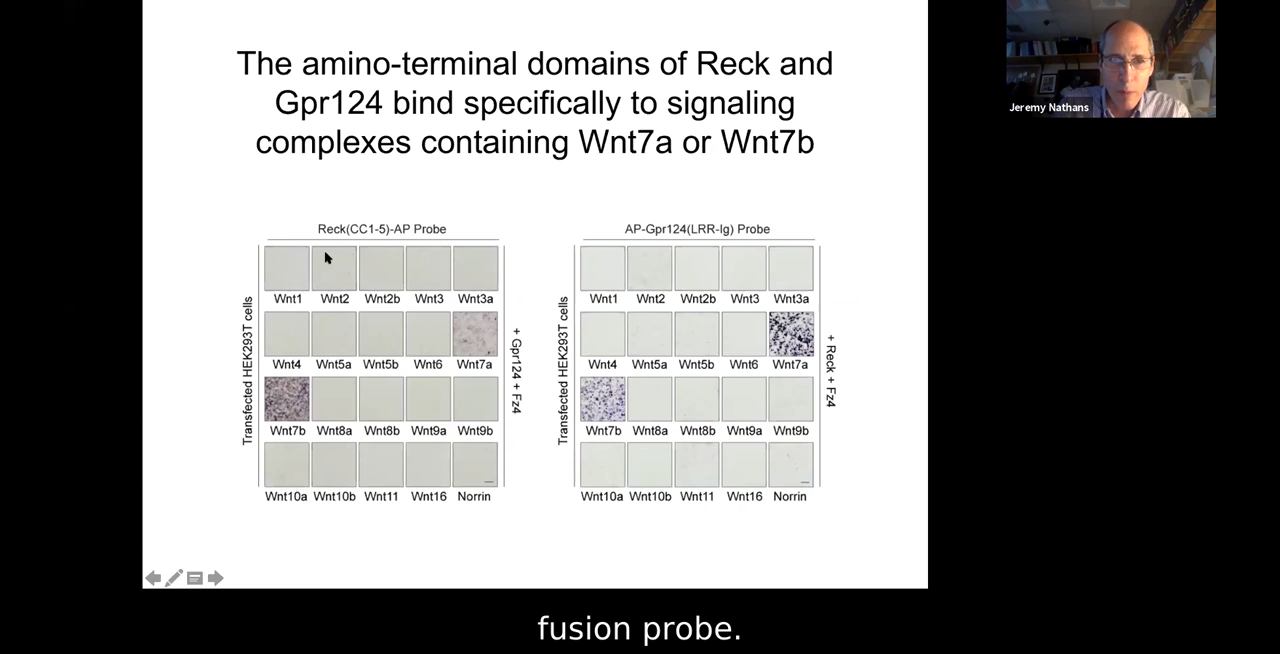 The amino-terminal domains of Reck and
Gpr124 bind specifically to signaling
complexes containing Wnt7a or Wnt7b
Jeremy Nathans
Reck(CC1-5)-AP Probe
Transfected HEK293T cells
Wnt1 Wnt2 Wnt2b Wnt3 Wnt3a
Wnt4 Wnt5a Wnt5b Wnt6 Wnt7a
Wnt7b Wnt8a Wnt8b Wnt9a Wnt9b
Wnt10a Wnt10b Wnt11 Wnt16 Norrin
+ Gpr124 + Fz4
AP-Gpr124(LRR-Ig) Probe
Transfected HEK293T cells
Wnt1 Wnt2 Wnt2b Wnt3 Wnt3a
Wnt4 Wnt5a Wnt5b Wnt6 Wnt7a
Wnt7b Wnt8a Wnt8b Wnt9a Wnt9b
Wnt10a Wnt10b Wnt11 Wnt16 Norrin
+ Reck + Fz4
fusion probe.